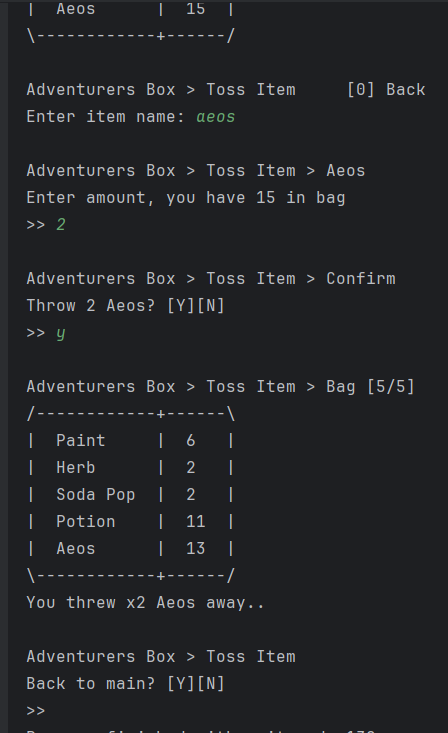 |  Aeos      |  15  |
\------------+------/
Adventurers Box > Toss Item     [0] Back
Enter item name: aeos
Adventurers Box > Toss Item > Aeos
Enter amount, you have 15 in bag
>> 2
Adventurers Box > Toss Item > Confirm
Throw 2 Aeos? [Y][N]
>> y
Adventurers Box > Toss Item > Bag [5/5]
/------------+------\
|  Paint     |  6   |
|  Herb      |  2   |
|  Soda Pop  |  2   |
|  Potion    |  11  |
|  Aeos      |  13  |
\------------+------/
You threw x2 Aeos away..
Adventurers Box > Toss Item
Back to main? [Y][N]
>>